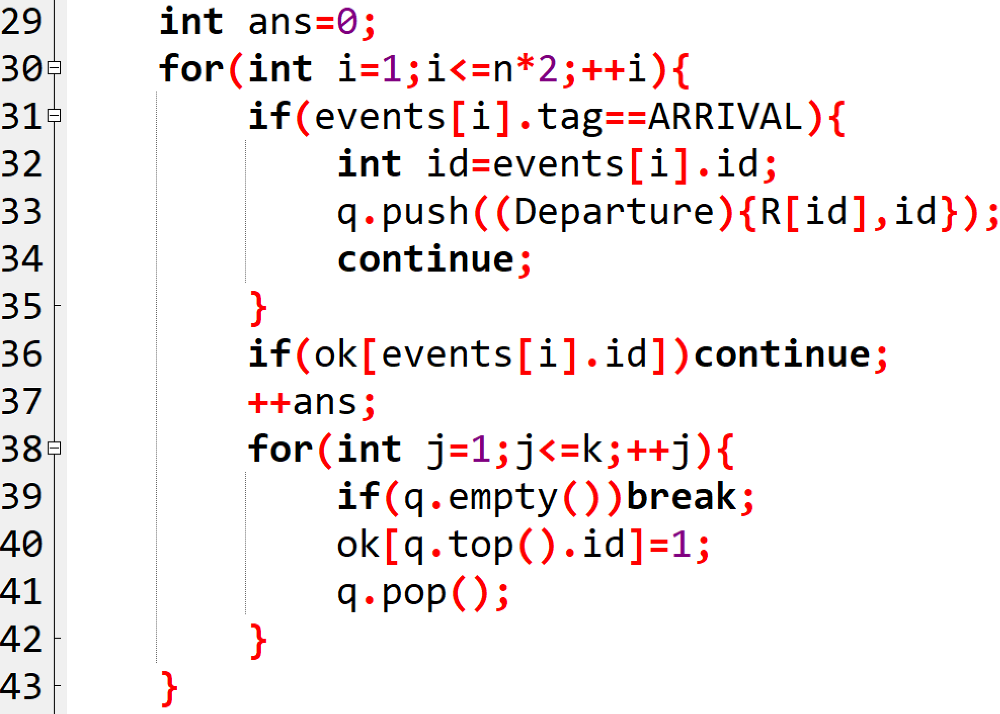 29 int ans=0;
30 for(int i=1;i<=n*2;++i){
31 if(events[i].tag==ARRIVAL){
32 int id=events[i].id;
33 q.push((Departure){R[id],id});
34 continue;
35 }
36 if(ok[events[i].id])continue;
37 ++ans;
38 for(int j=1;j<=k;++j){
39 if(q.empty())break;
40 ok[q.top().id]=1;
41 q.pop();
42 }
43 }